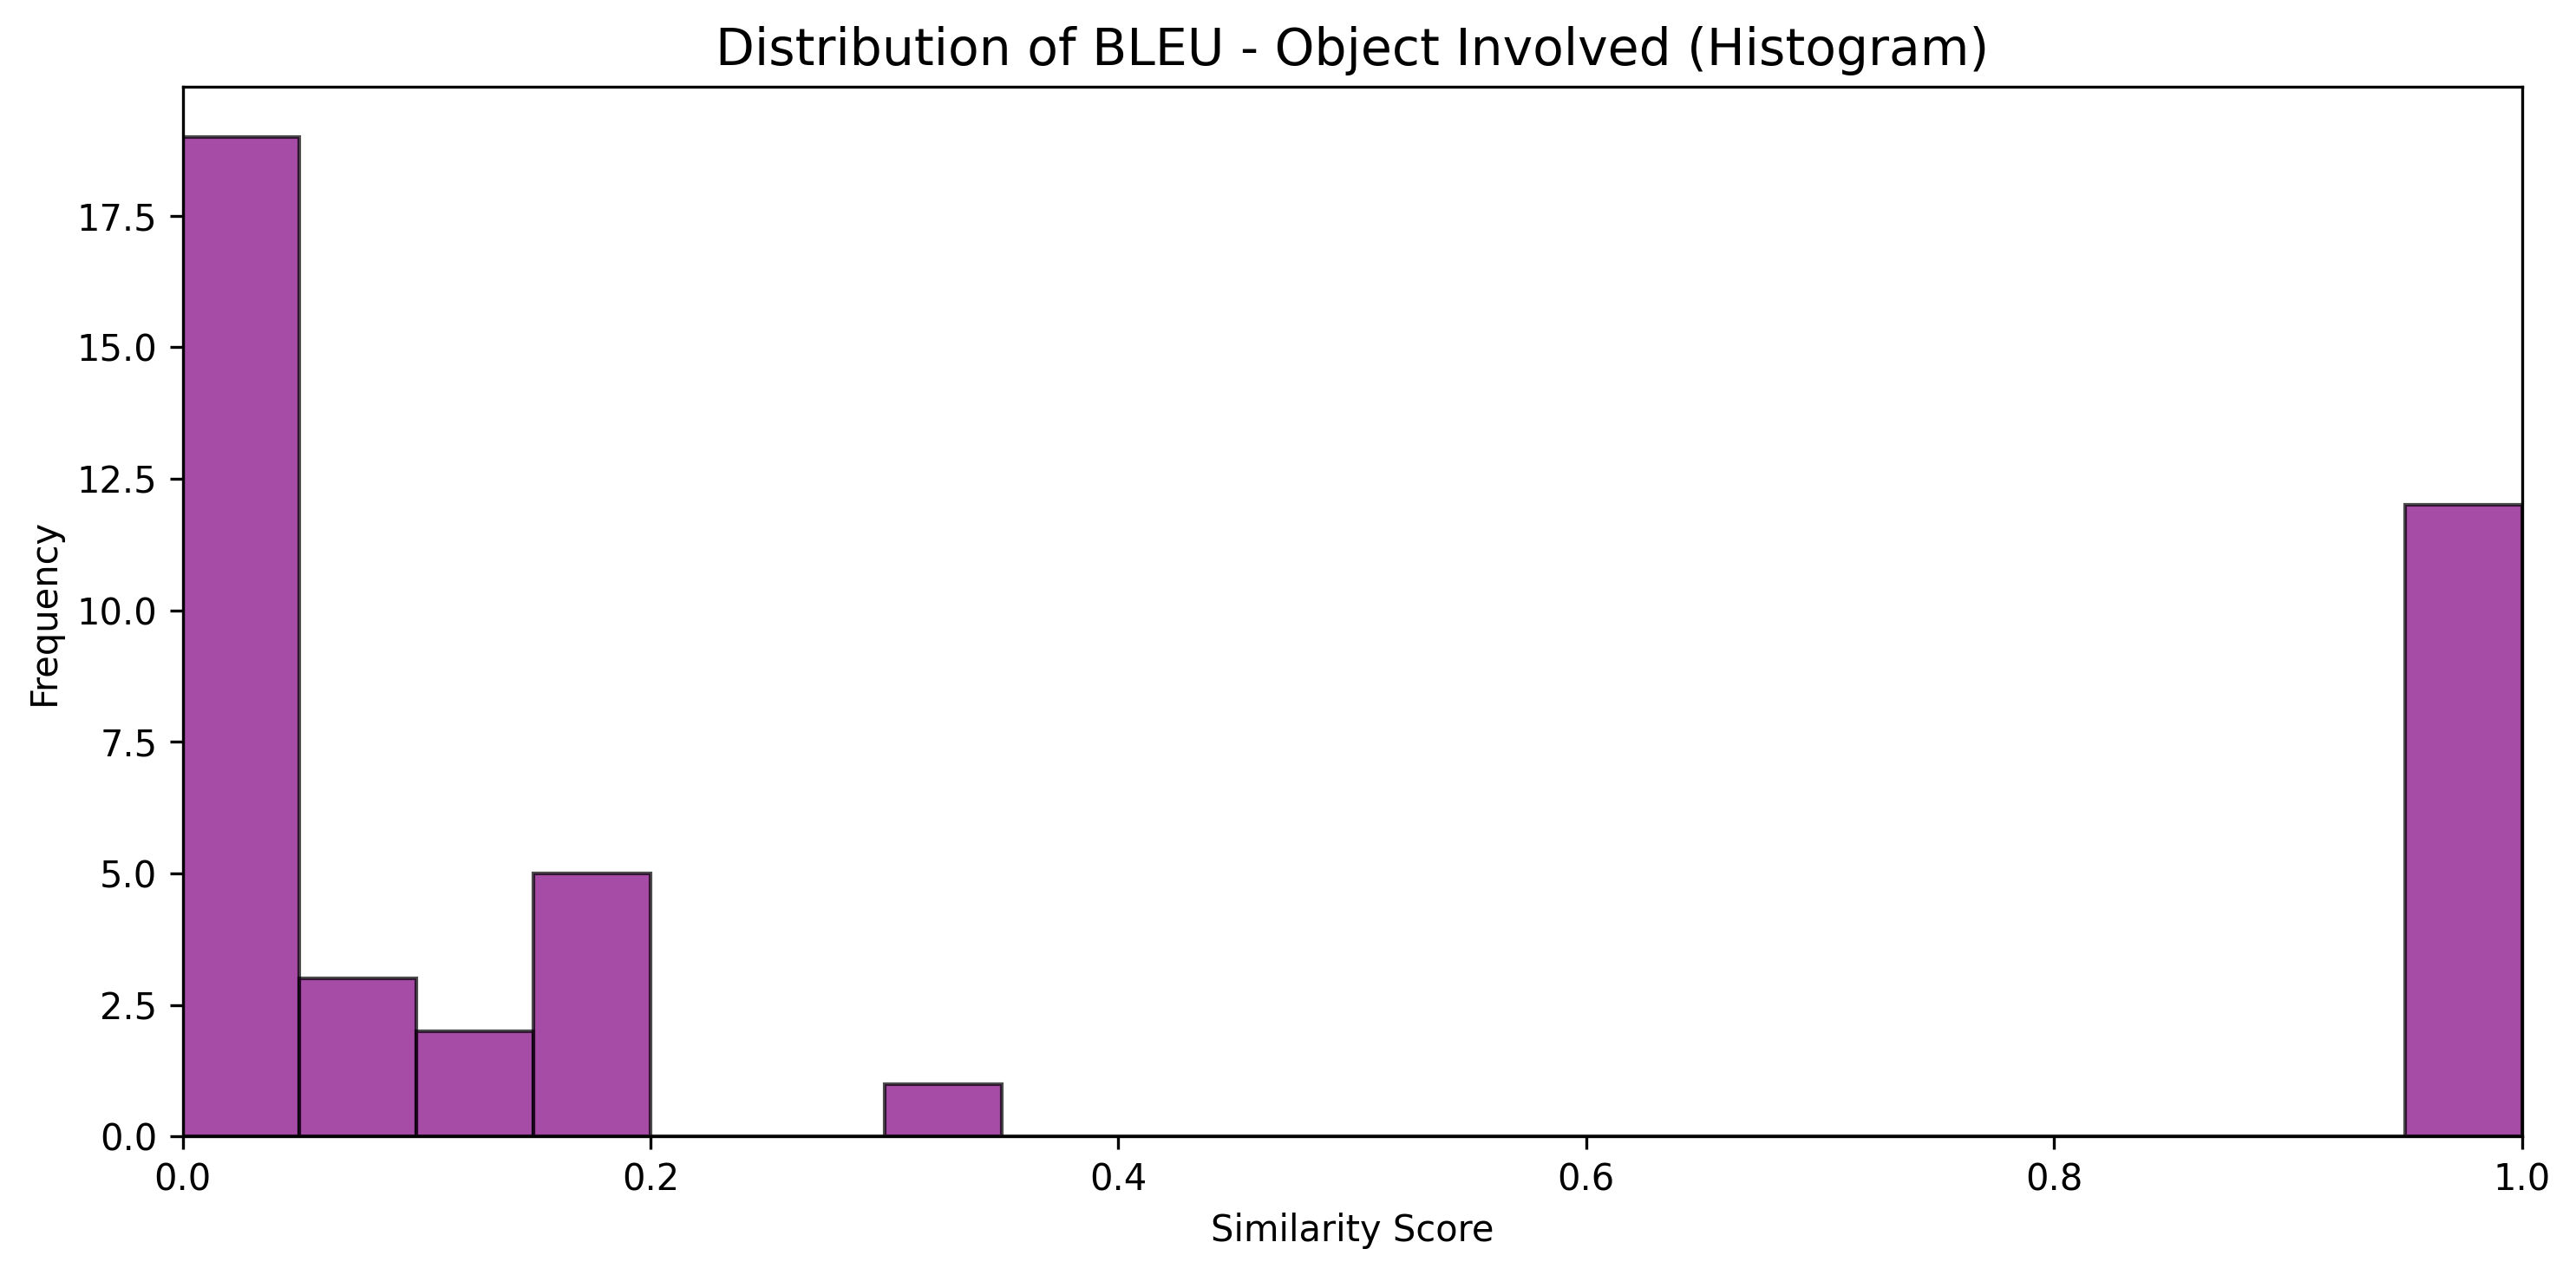 Distribution of BLEU - Object Involved (Histogram)
17.5
15.0
12.5
10.0
7.5
5.0
2.5
0.0
Frequency
0.0 0.2 0.4 0.6 0.8 1.0
Similarity Score